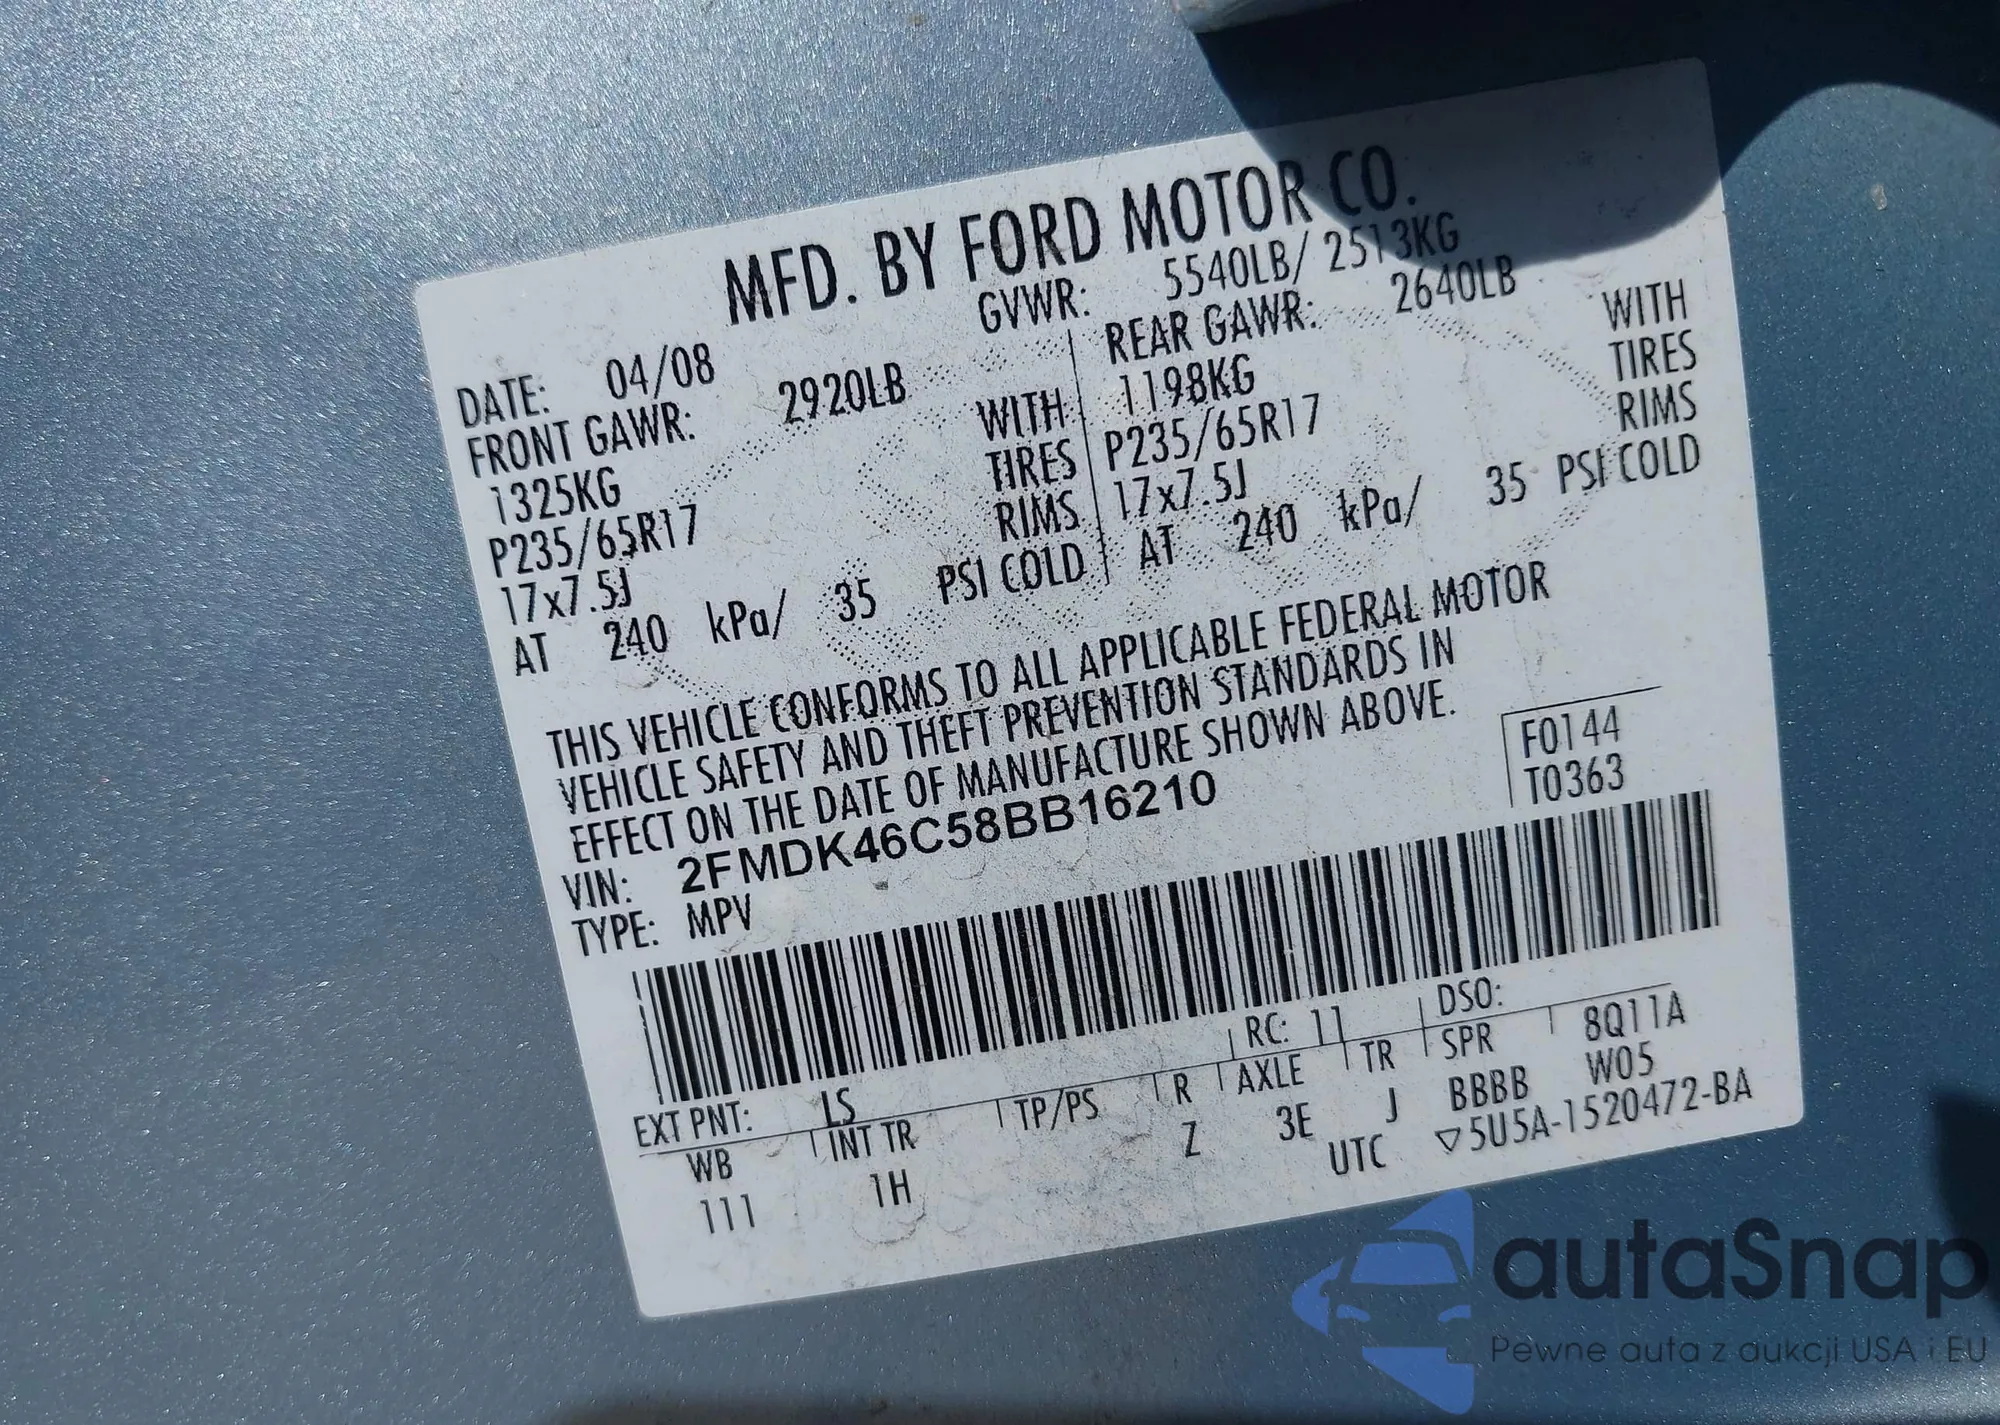 MFD. BY FORD MOTOR CO.
DATE: 04/08 GVWR: 5540LB/ 2513KG
FRONT GAWR: 2920LB REAR GAWR: 2640LB
1325KG WITH 1198KG WITH
P235/65R17 TIRES P235/65R17 TIRES
17x7.5J RIMS 17x7.5J RIMS
AT 240 kPa/ 35 PSI COLD AT 240 kPa/ 35 PSI COLD
THIS VEHICLE CONFORMS TO ALL APPLICABLE FEDERAL MOTOR
VEHICLE SAFETY AND THEFT PREVENTION STANDARDS IN
EFFECT ON THE DATE OF MANUFACTURE SHOWN ABOVE.
VIN: 2FMDK46C58BB16210 F0144
TYPE: MPV T0363
EXT PNT: LS RC: 11 DSO:
WB INT TR TP/PS R AXLE TR SPR 8Q11A
111 1H Z 3E J BBBB W05
UTC ▽5U5A-1520472-BA
autaSnap
Pewne auta z aukcji USA i EU